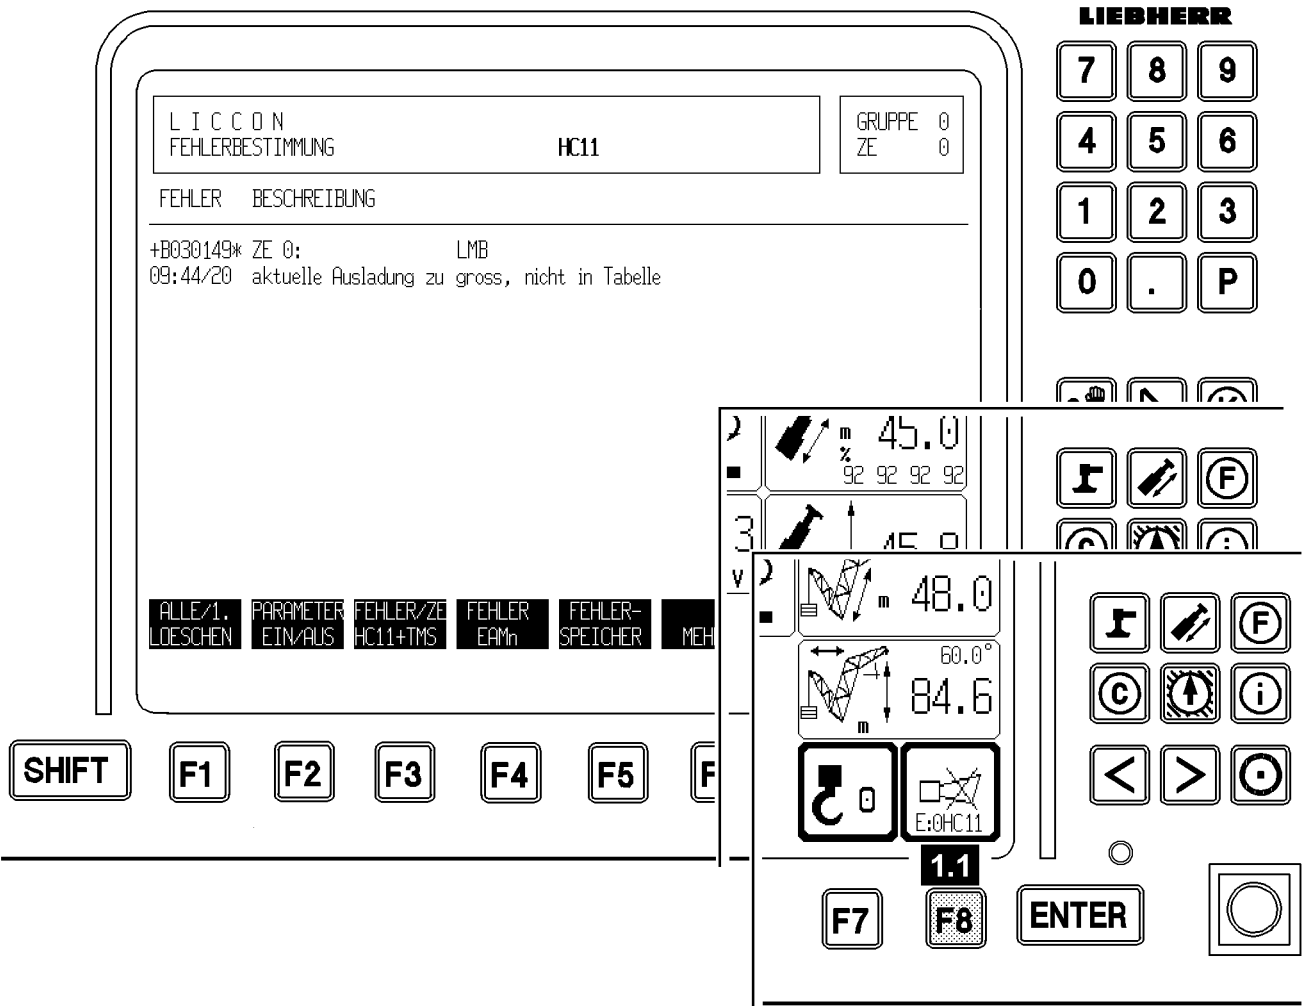 LIEBHERR
7 8 9
L I C C O N
GRUPPE 0
FEHLERBESTIMMUNG HC11
ZE 0
4 5 6
FEHLER BESCHREIBUNG
1 2 3
+B030149* ZE 0: LMB
09:44/20 aktuelle Ausladung zu gross, nicht in Tabelle
0 . P
m 45.0
%
92 92 92 92
F
3
V
m 48.0
F
60.0°
84.6
m
C i
ALLE/1. PARAMETER FEHLER/ZE FEHLER FEHLER-
LOESCHEN EIN/AUS HC11+TMS EAMn SPEICHER MEH
SHIFT F1 F2 F3 F4 F5 F
0
E:0HC11
< >
1.1
F7 F8 ENTER